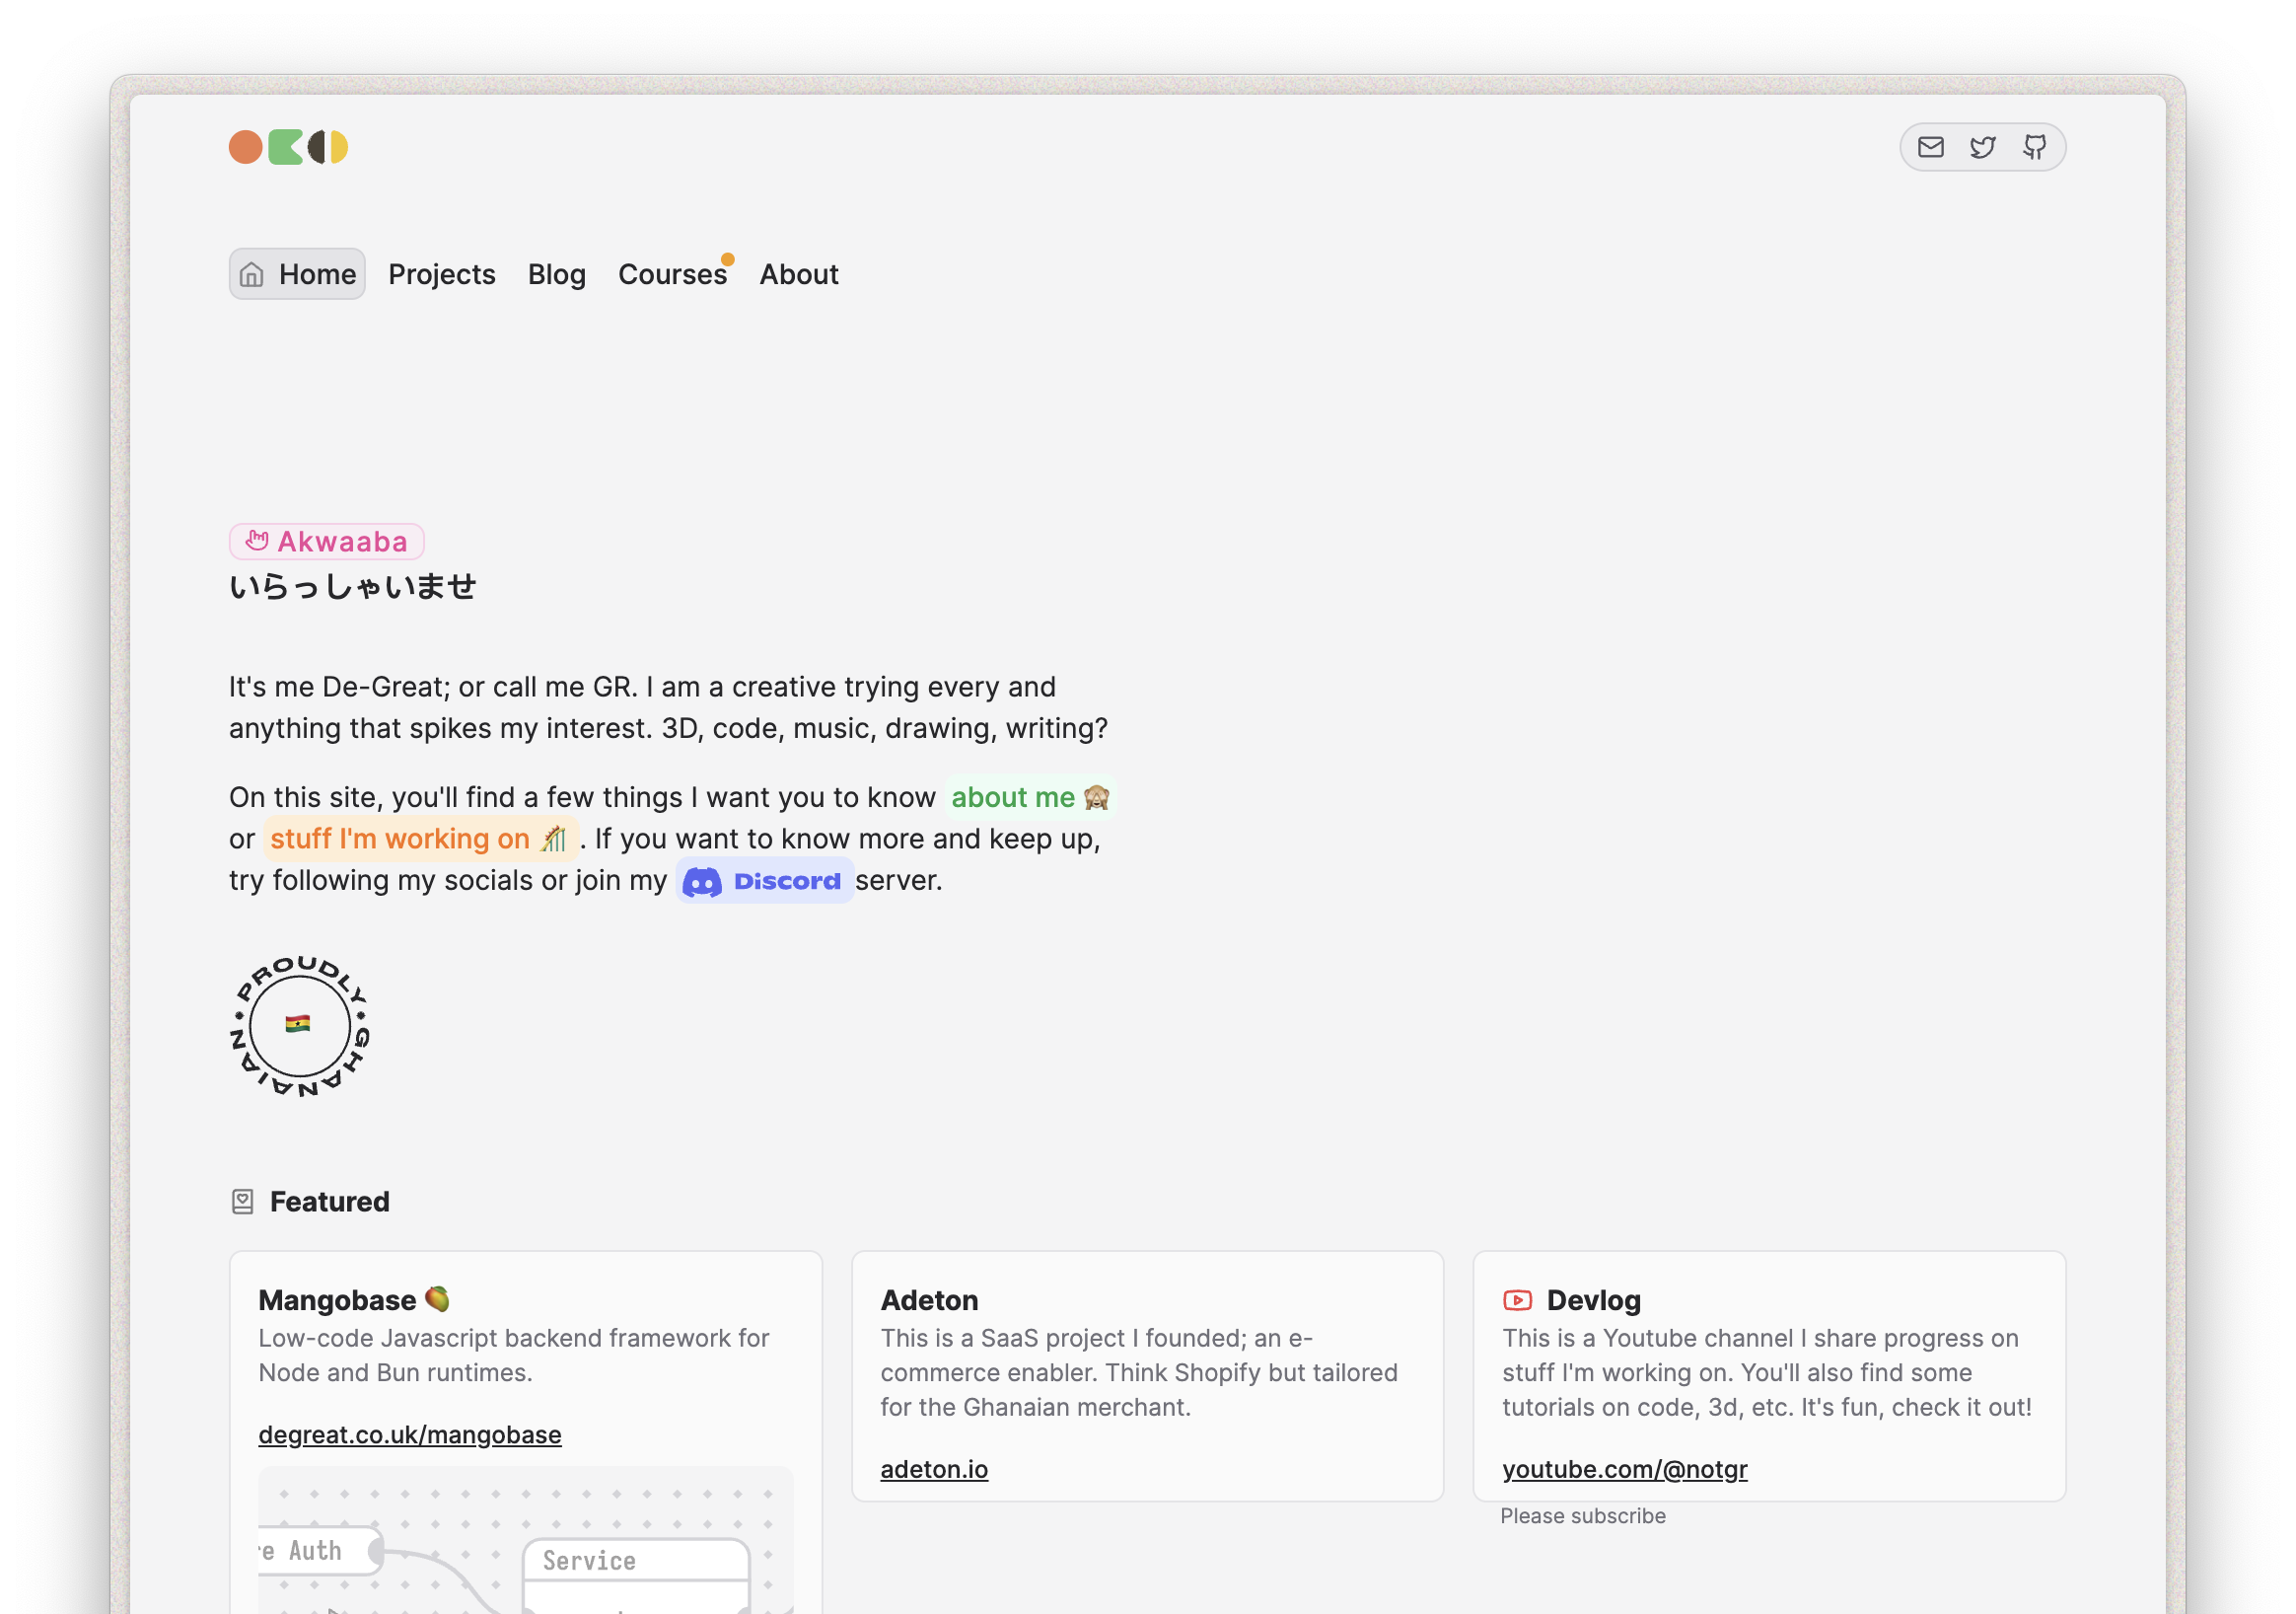 Home Projects Blog Courses About
Akwaaba
いらっしゃいませ
It's me De-Great; or call me GR. I am a creative trying every and
anything that spikes my interest. 3D, code, music, drawing, writing?
On this site, you'll find a few things I want you to know about me 🙈
or stuff I'm working on 🎢. If you want to know more and keep up,
try following my socials or join my Discord server.
PROUDLY • GHANAIAN •
Featured
Mangobase 🥭
Low-code Javascript backend framework for
Node and Bun runtimes.
degreat.co.uk/mangobase
re Auth
Service
Adeton
This is a SaaS project I founded; an e-
commerce enabler. Think Shopify but tailored
for the Ghanaian merchant.
adeton.io
Devlog
This is a Youtube channel I share progress on
stuff I'm working on. You'll also find some
tutorials on code, 3d, etc. It's fun, check it out!
youtube.com/@notgr
Please subscribe